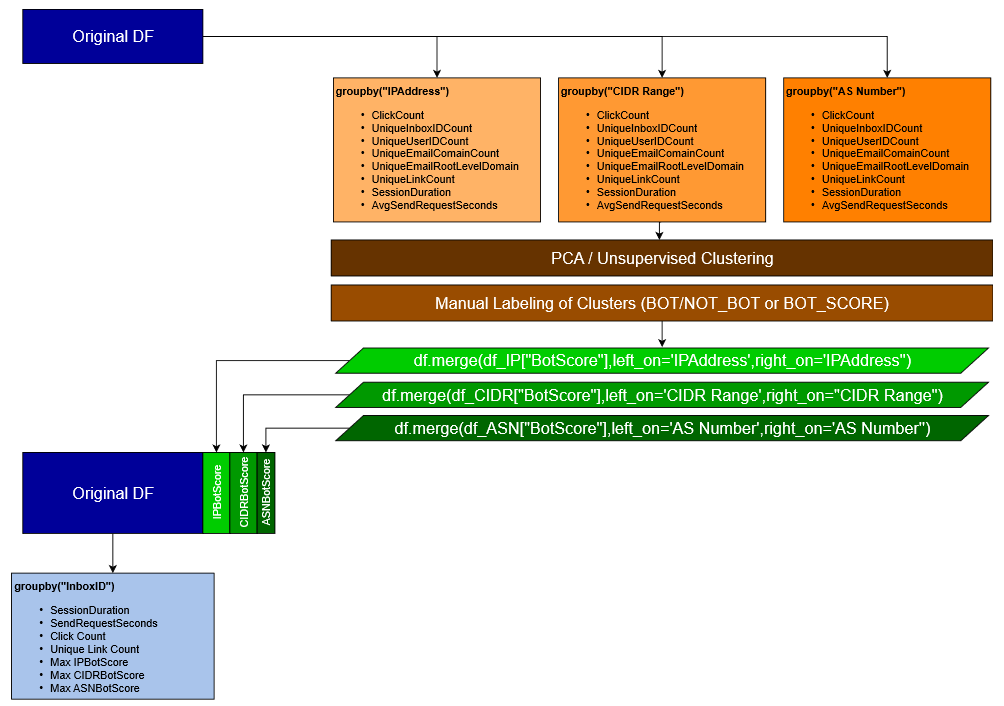 Original DF
groupby("IPAddress")
• ClickCount
• UniqueInboxIDCount
• UniqueUserIDCount
• UniqueEmailComainCount
• UniqueEmailRootLevelDomain
• UniqueLinkCount
• SessionDuration
• AvgSendRequestSeconds
groupby("CIDR Range")
• ClickCount
• UniqueInboxIDCount
• UniqueUserIDCount
• UniqueEmailComainCount
• UniqueEmailRootLevelDomain
• UniqueLinkCount
• SessionDuration
• AvgSendRequestSeconds
groupby("AS Number")
• ClickCount
• UniqueInboxIDCount
• UniqueUserIDCount
• UniqueEmailComainCount
• UniqueEmailRootLevelDomain
• UniqueLinkCount
• SessionDuration
• AvgSendRequestSeconds
PCA / Unsupervised Clustering
Manual Labeling of Clusters (BOT/NOT_BOT or BOT_SCORE)
df.merge(df_IP["BotScore"],left_on='IPAddress',right_on='IPAddress")
df.merge(df_CIDR["BotScore"],left_on='CIDR Range',right_on="CIDR Range")
df.merge(df_ASN["BotScore"],left_on='AS Number',right_on='AS Number")
Original DF
IPBotScore
CIDRBotScore
ASNBotScore
groupby("InboxID")
• SessionDuration
• SendRequestSeconds
• Click Count
• Unique Link Count
• Max IPBotScore
• Max CIDRBotScore
• Max ASNBotScore